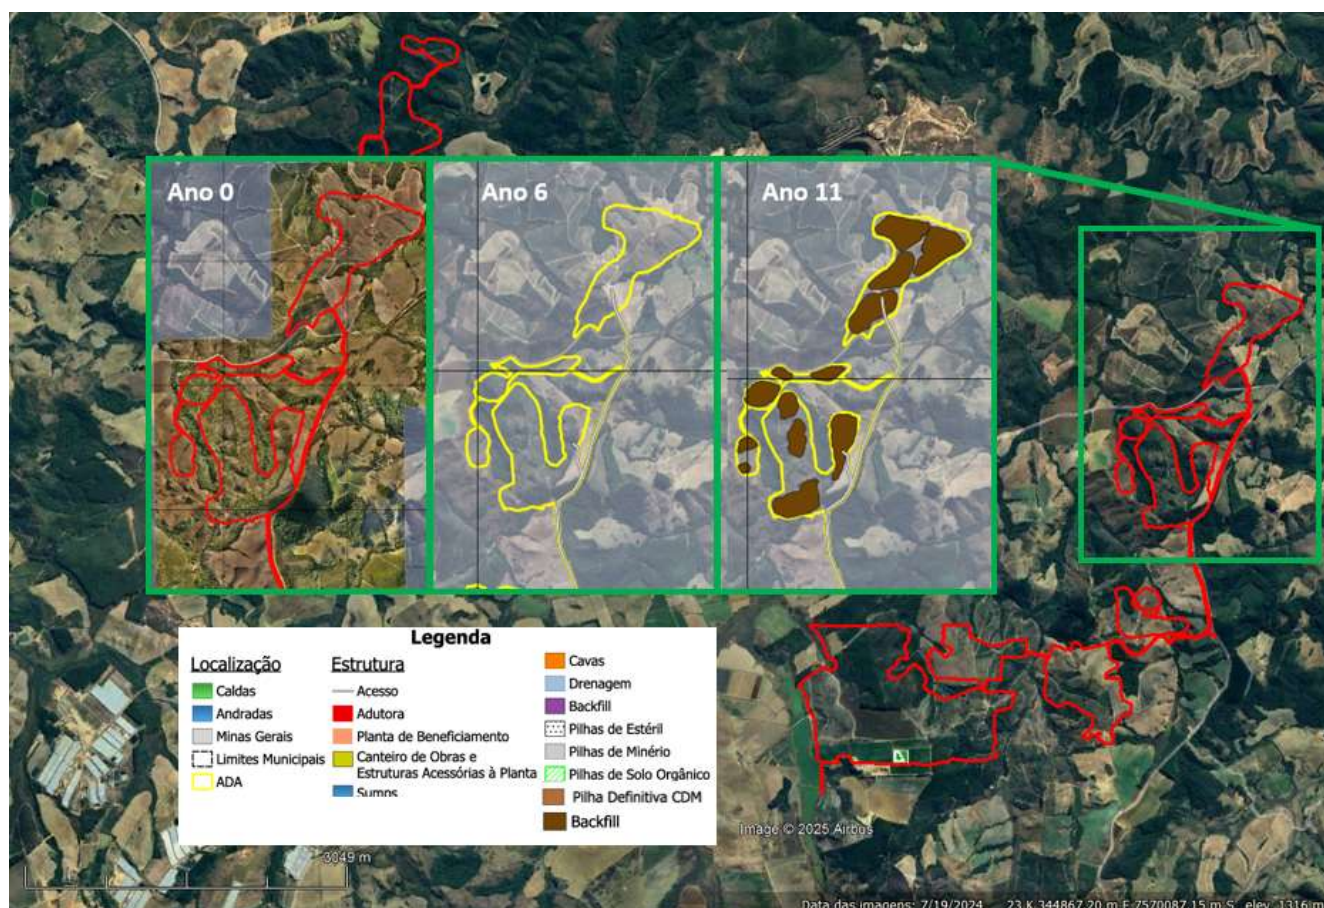 Ano 0
Ano 6
Ano 11
Legenda
Localização
Caldas
Andradas
Minas Gerais
Limites Municipais
ADA
Estrutura
Acesso
Adutora
Planta de Beneficiamento
Canteiro de Obras e
Estruturas Acessórias à Planta
Sumps
Cavas
Drenagem
Backfill
Pilhas de Estéril
Pilhas de Minério
Pilhas de Solo Orgânico
Pilha Definitiva CDM
Backfill
Image © 2025 Airbus
3049 m
Data das imagens: 7/19/2024 23 K 344867.20 m E 7570087.15 m S elev 1316 m